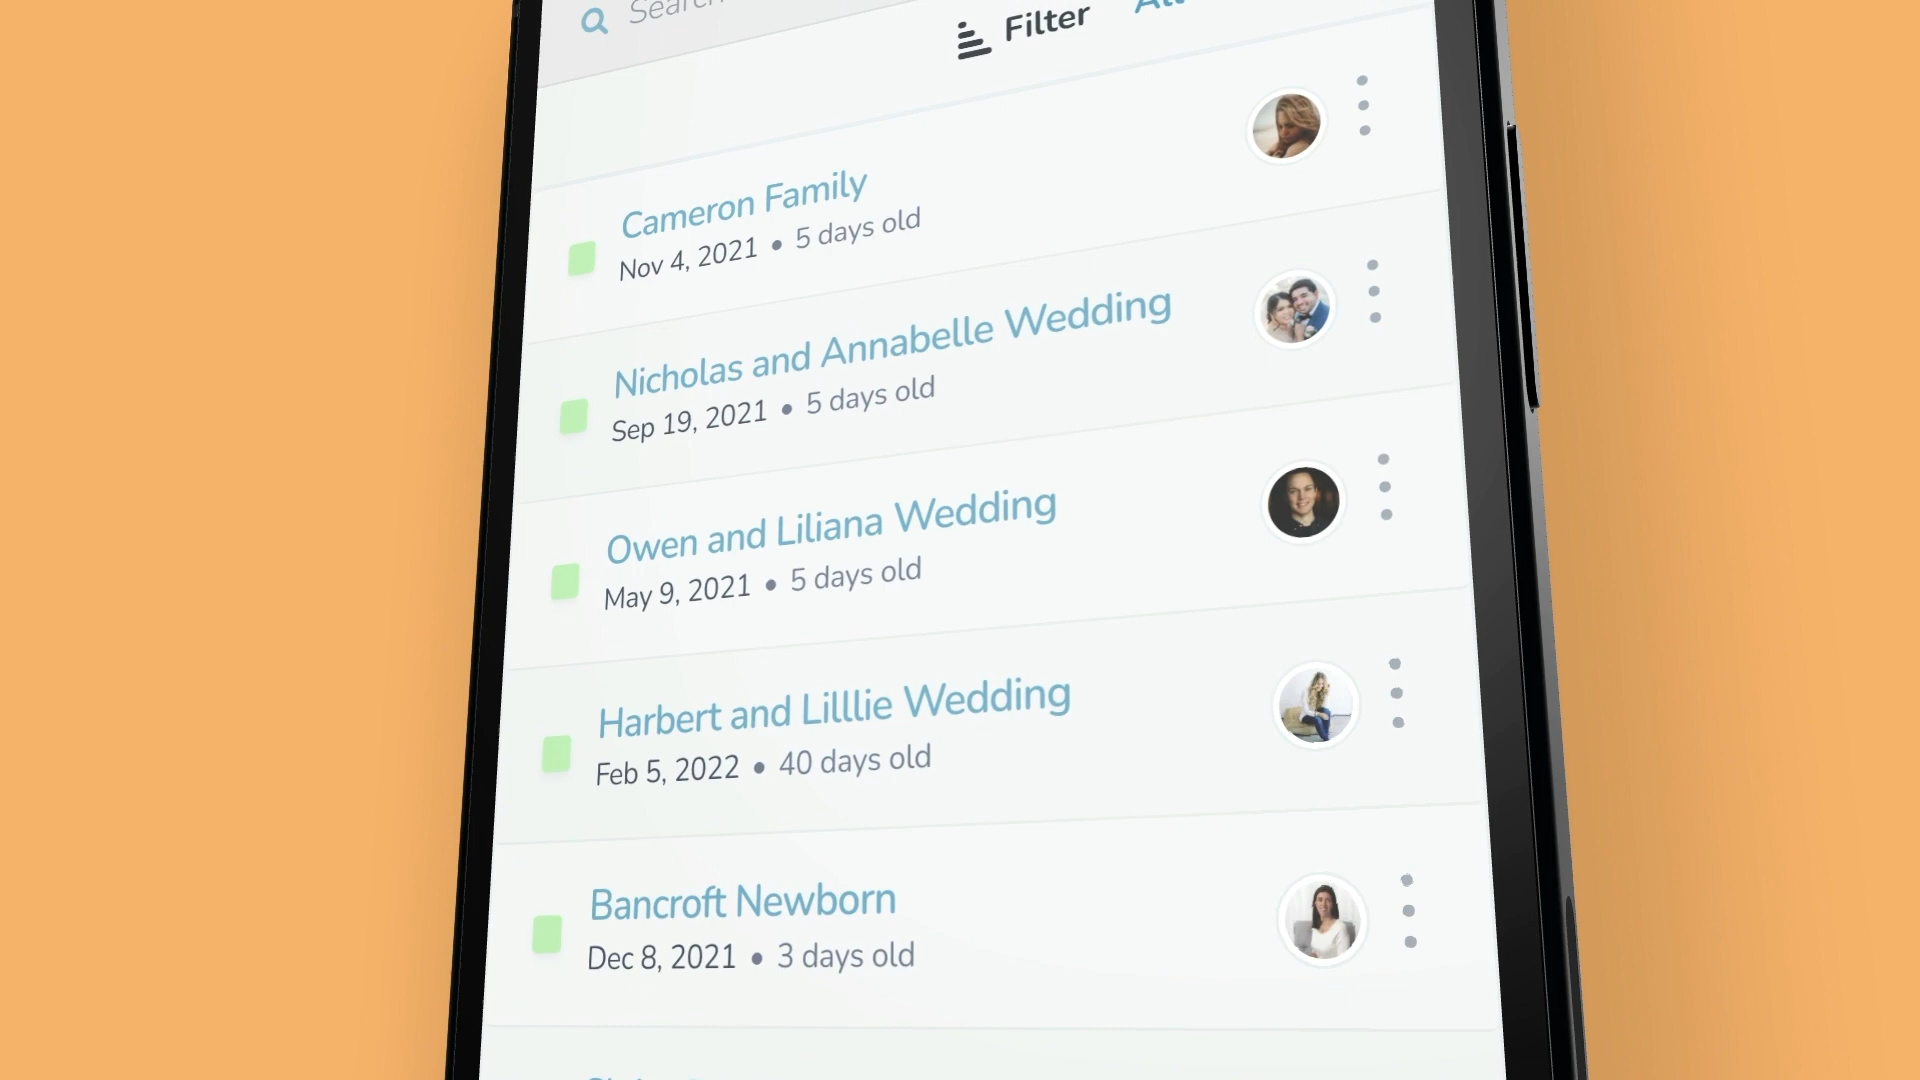 Search
Filter All
Cameron Family
Nov 4, 2021 • 5 days old
Nicholas and Annabelle Wedding
Sep 19, 2021 • 5 days old
Owen and Liliana Wedding
May 9, 2021 • 5 days old
Harbert and Lilllie Wedding
Feb 5, 2022 • 40 days old
Bancroft Newborn
Dec 8, 2021 • 3 days old